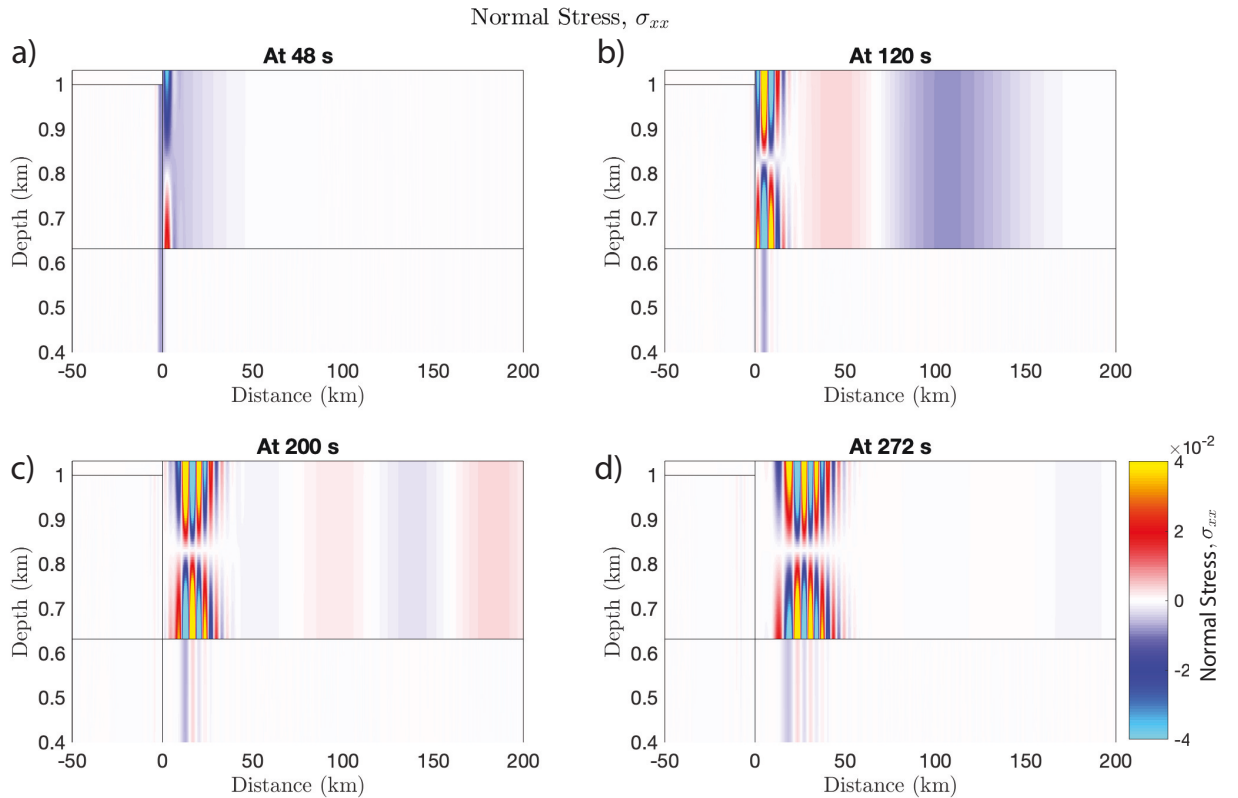 Normal Stress, σxx
a)
At 48 s
1
0.9
0.8
0.7
0.6
0.5
0.4
Depth (km)
-50 0 50 100 150 200
Distance (km)
b)
At 120 s
1
0.9
0.8
0.7
0.6
0.5
0.4
Depth (km)
-50 0 50 100 150 200
Distance (km)
c)
At 200 s
1
0.9
0.8
0.7
0.6
0.5
0.4
Depth (km)
-50 0 50 100 150 200
Distance (km)
d)
At 272 s
1
0.9
0.8
0.7
0.6
0.5
0.4
Depth (km)
-50 0 50 100 150 200
Distance (km)
×10-2
4
2
0
-2
-4
Normal Stress, σxx